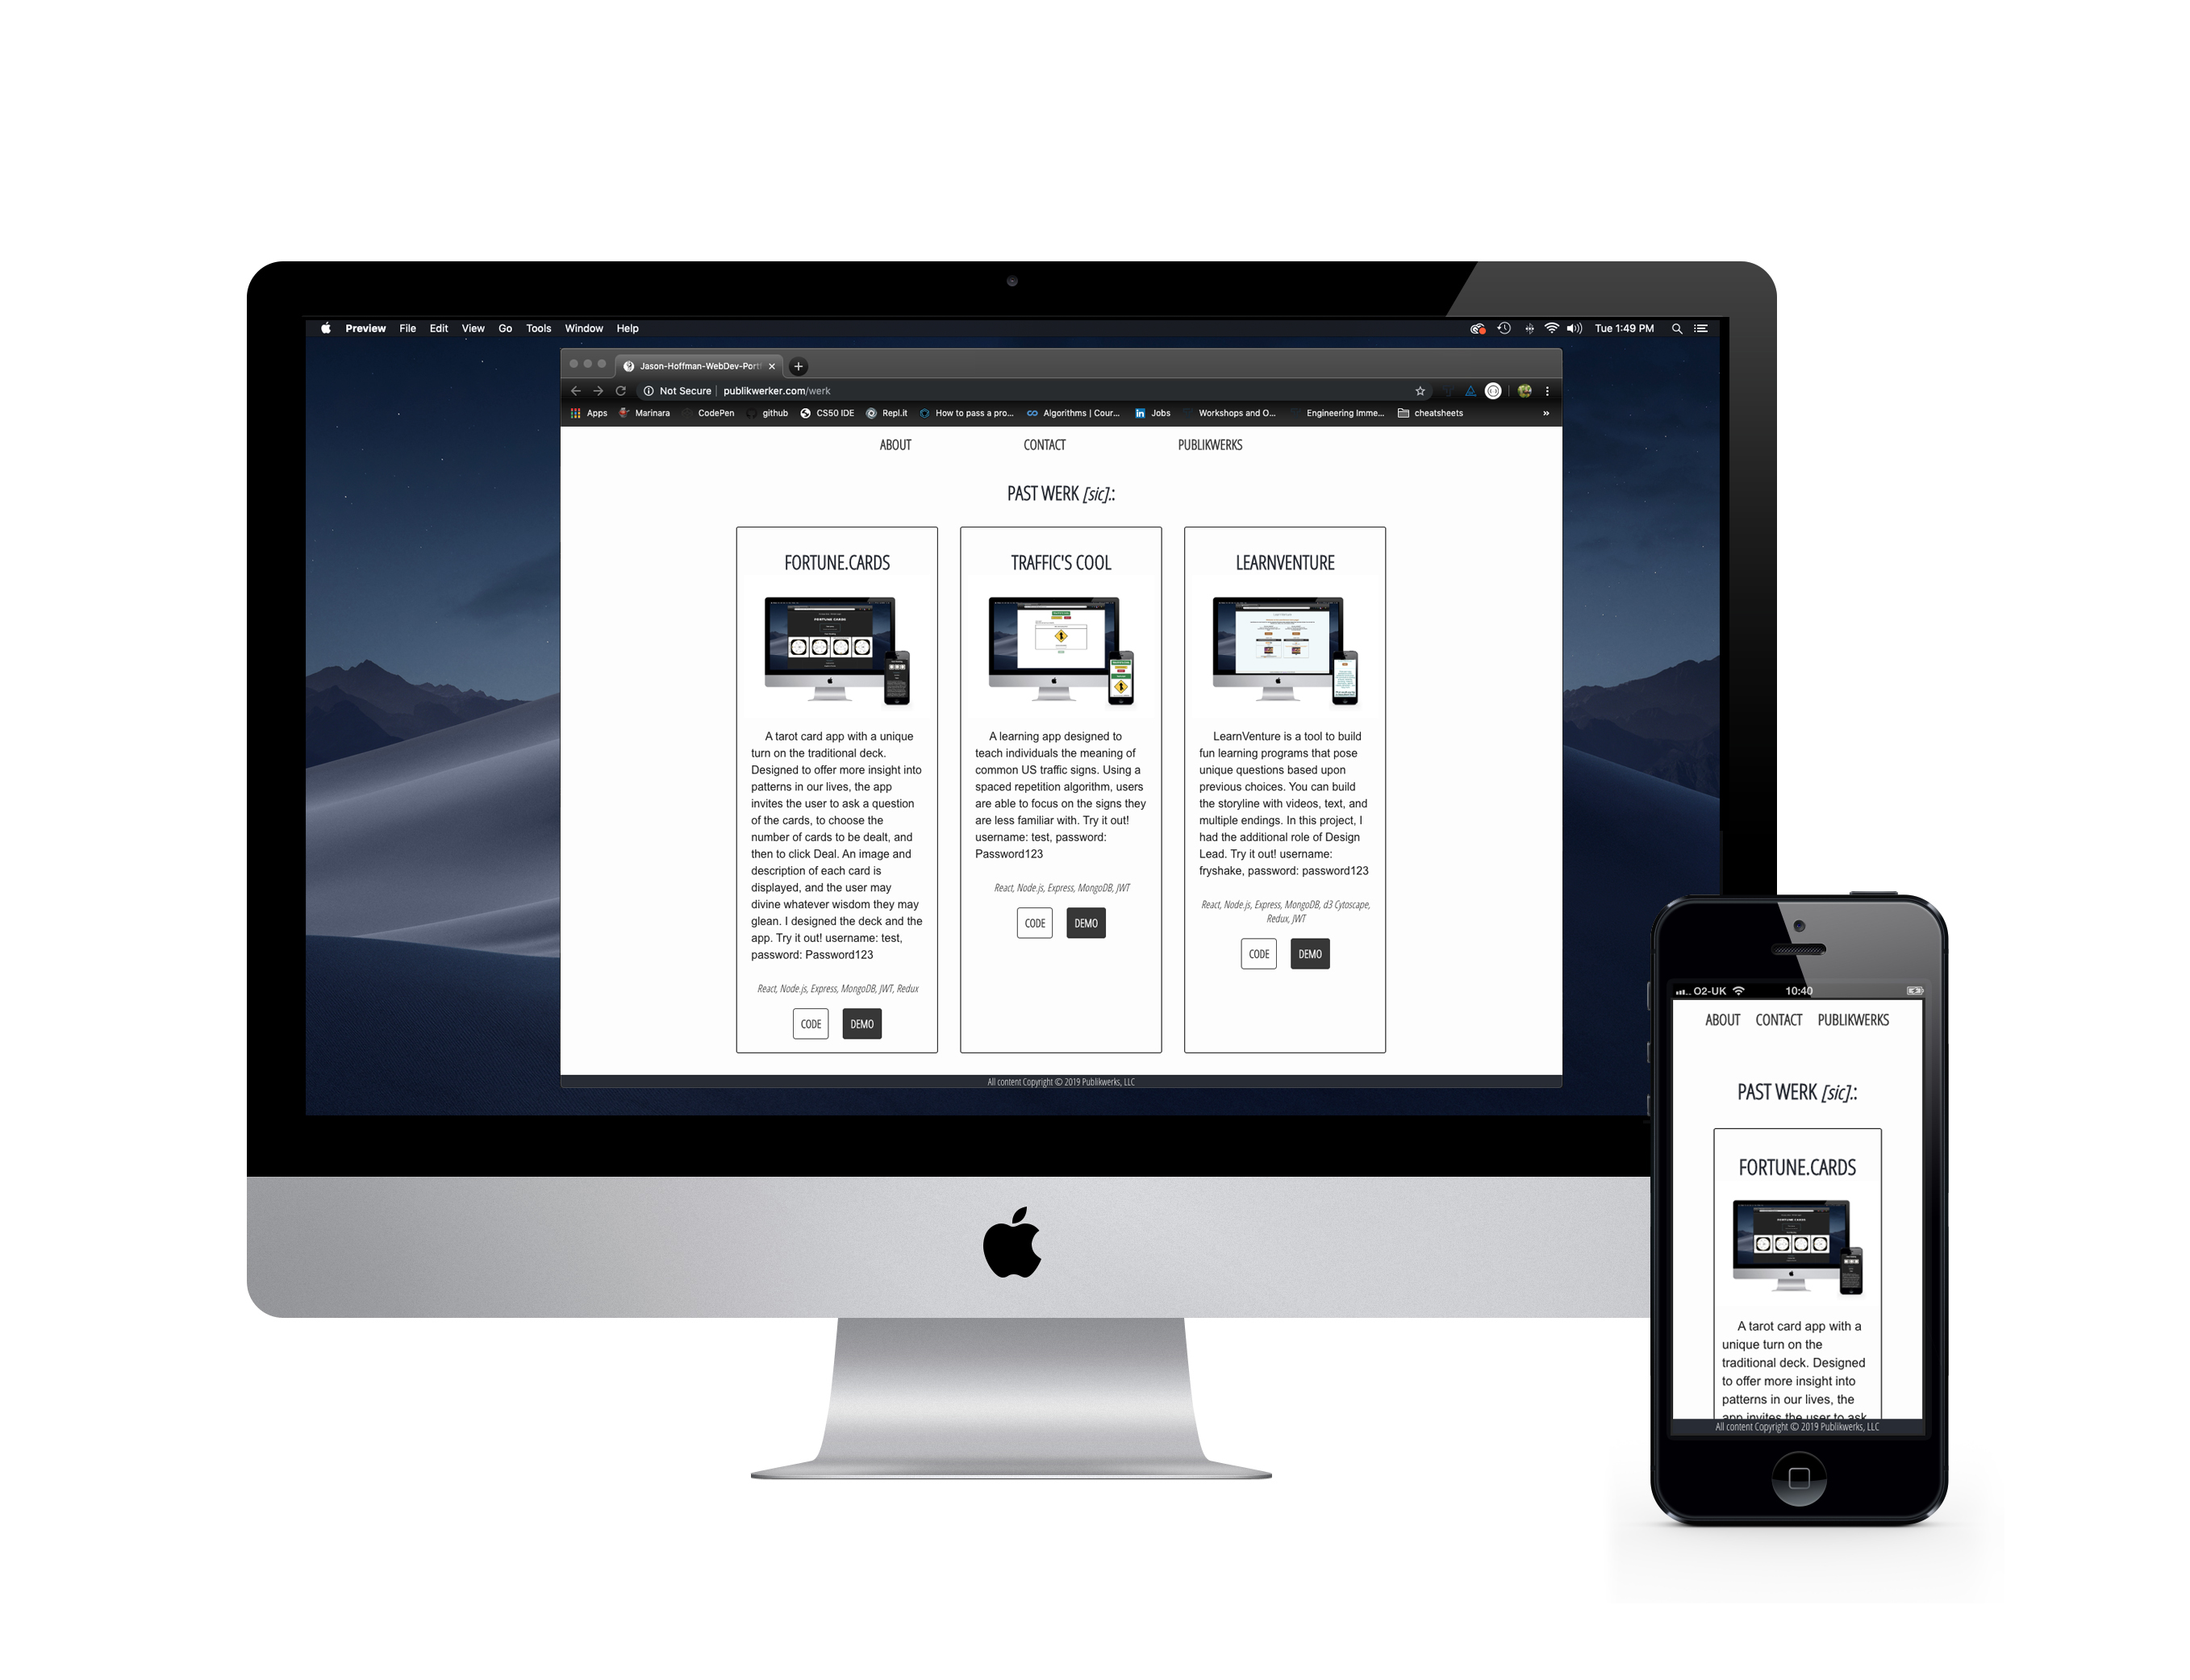 Preview File Edit View Go Tools Window Help Tue 1:49 PM
Jason-Hoffman-WebDev-Portf
Not Secure | publikwerker.com/werk
Apps Marinara CodePen github CS50 IDE Repl.it How to pass a pro... Algorithms | Cour... Jobs Workshops and O... Engineering Imme... cheatsheets »
ABOUT CONTACT PUBLIKWERKS
PAST WERK [sic].:
FORTUNE.CARDS
FORTUNE CARDS
A tarot card app with a unique
turn on the traditional deck.
Designed to offer more insight into
patterns in our lives, the app
invites the user to ask a question
of the cards, to choose the
number of cards to be dealt, and
then to click Deal. An image and
description of each card is
displayed, and the user may
divine whatever wisdom they may
glean. I designed the deck and the
app. Try it out! username: test,
password: Password123
React, Node.js, Express, MongoDB, JWT, Redux
CODE DEMO
TRAFFIC'S COOL
A learning app designed to
teach individuals the meaning of
common US traffic signs. Using a
spaced repetition algorithm, users
are able to focus on the signs they
are less familiar with. Try it out!
username: test, password:
Password123
React, Node.js, Express, MongoDB, JWT
CODE DEMO
LEARNVENTURE
LearnVenture is a tool to build
fun learning programs that pose
unique questions based upon
previous choices. You can build
the storyline with videos, text, and
multiple endings. In this project, I
had the additional role of Design
Lead. Try it out! username:
fryshake, password: password123
React, Node.js, Express, MongoDB, d3 Cytoscape,
Redux, JWT
CODE DEMO
All content Copyright © 2019 Publikwerks, LLC
O2-UK 10:40
ABOUT CONTACT PUBLIKWERKS
PAST WERK [sic].:
FORTUNE.CARDS
FORTUNE CARDS
A tarot card app with a
unique turn on the
traditional deck. Designed
to offer more insight into
patterns in our lives, the
app invites the user to ask
All content Copyright © 2019 Publikwerks, LLC